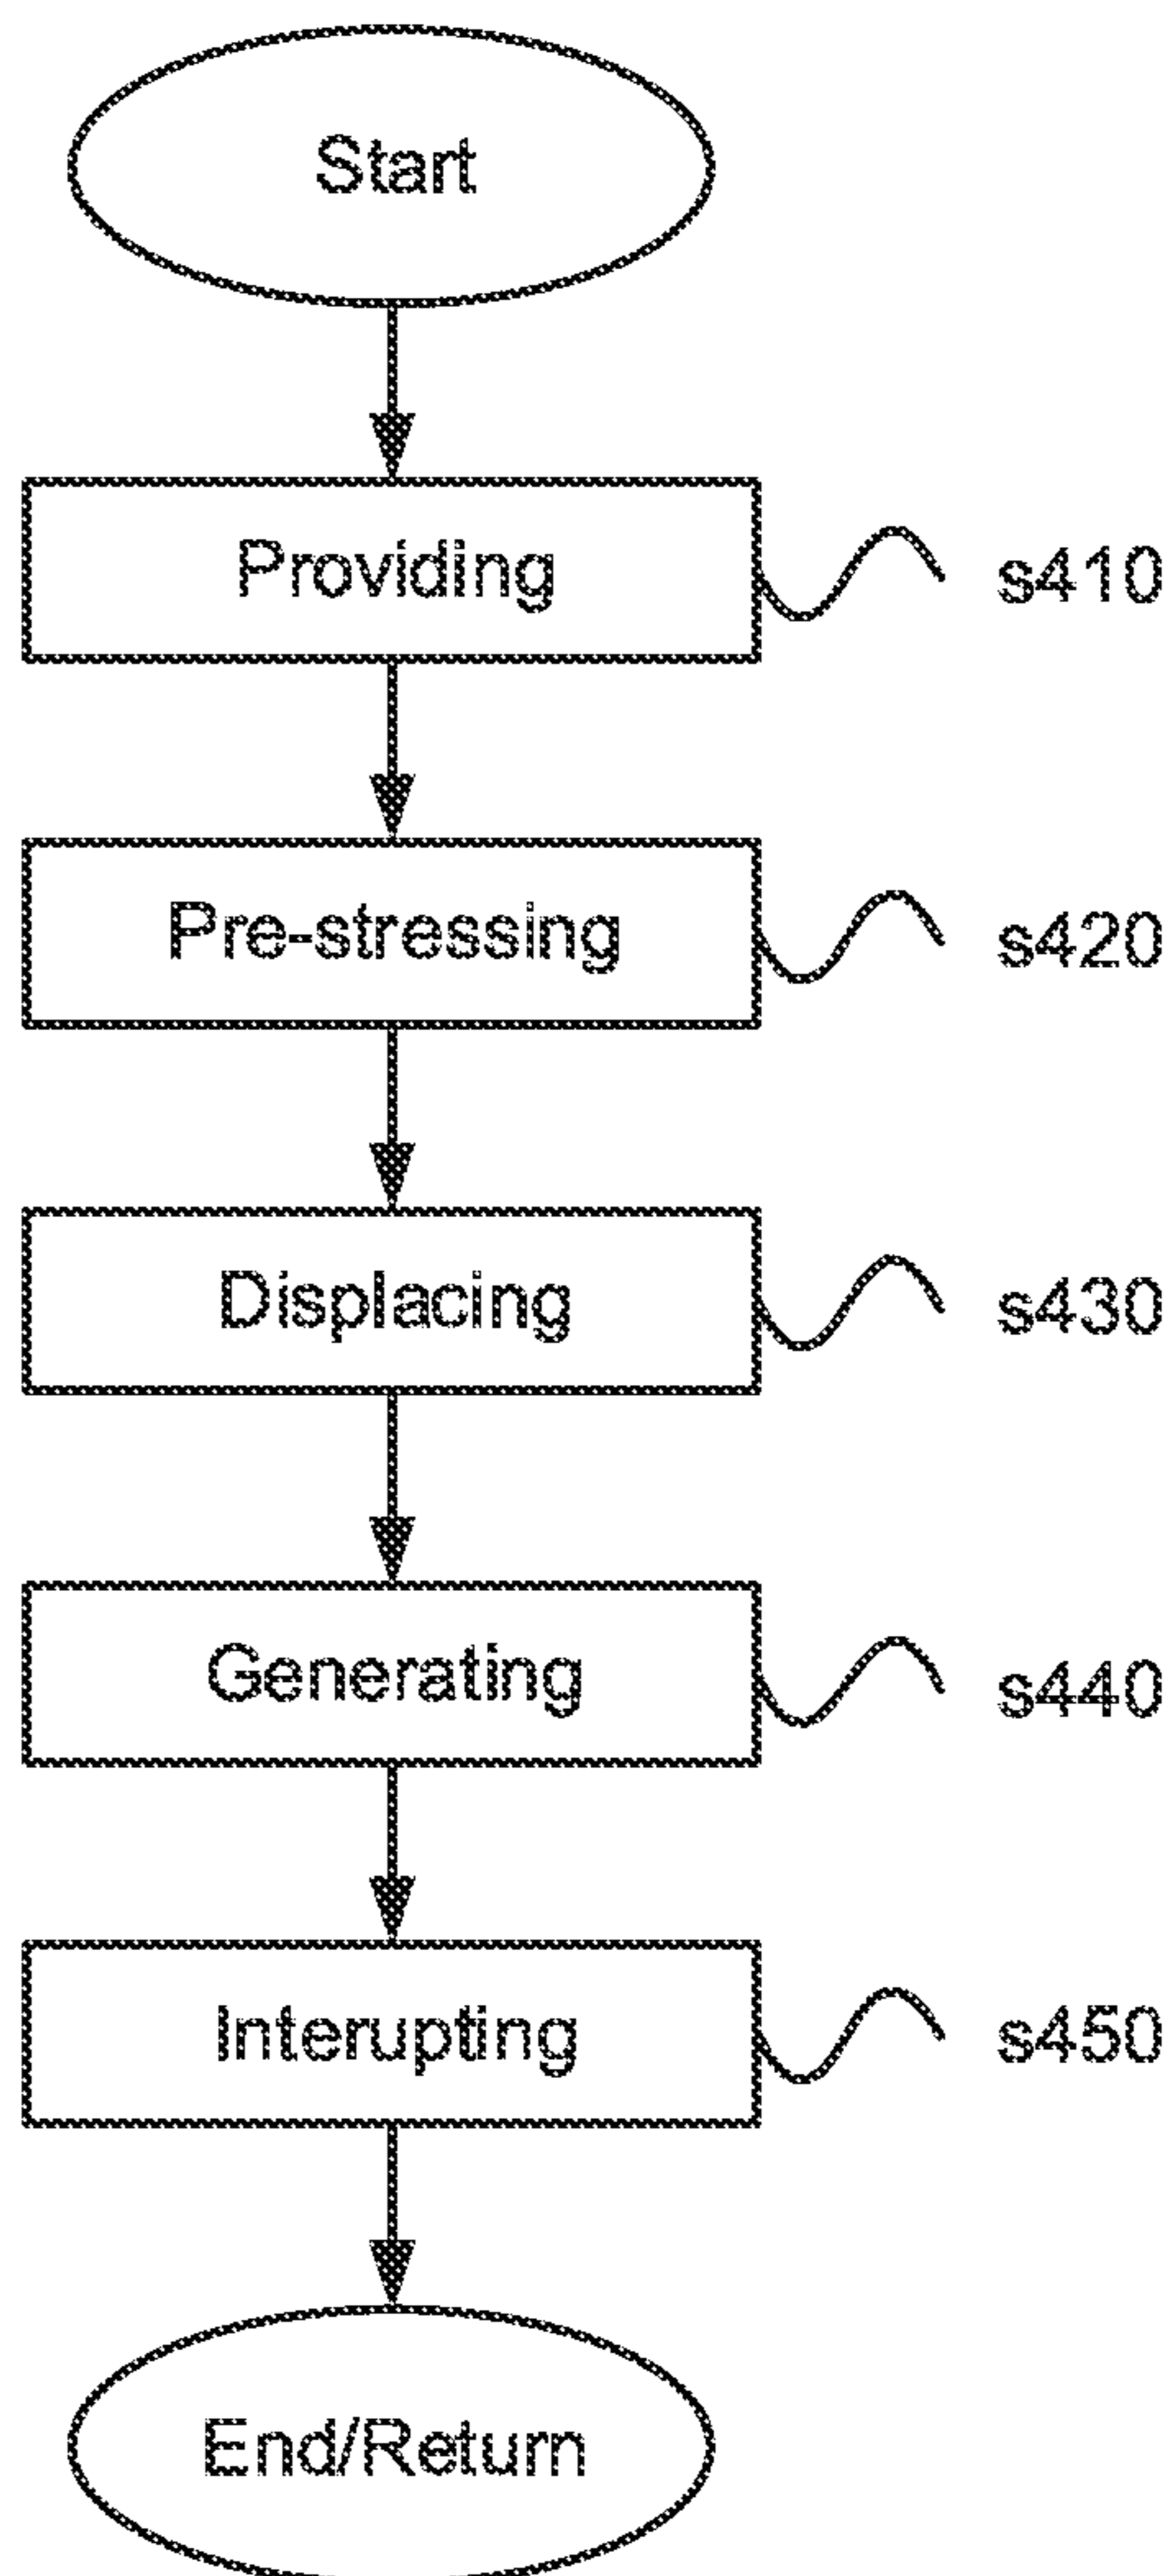 Start
Providing
s410
Pre-stressing
s420
Displacing
s430
Generating
s440
Interupting
s450
End/Return